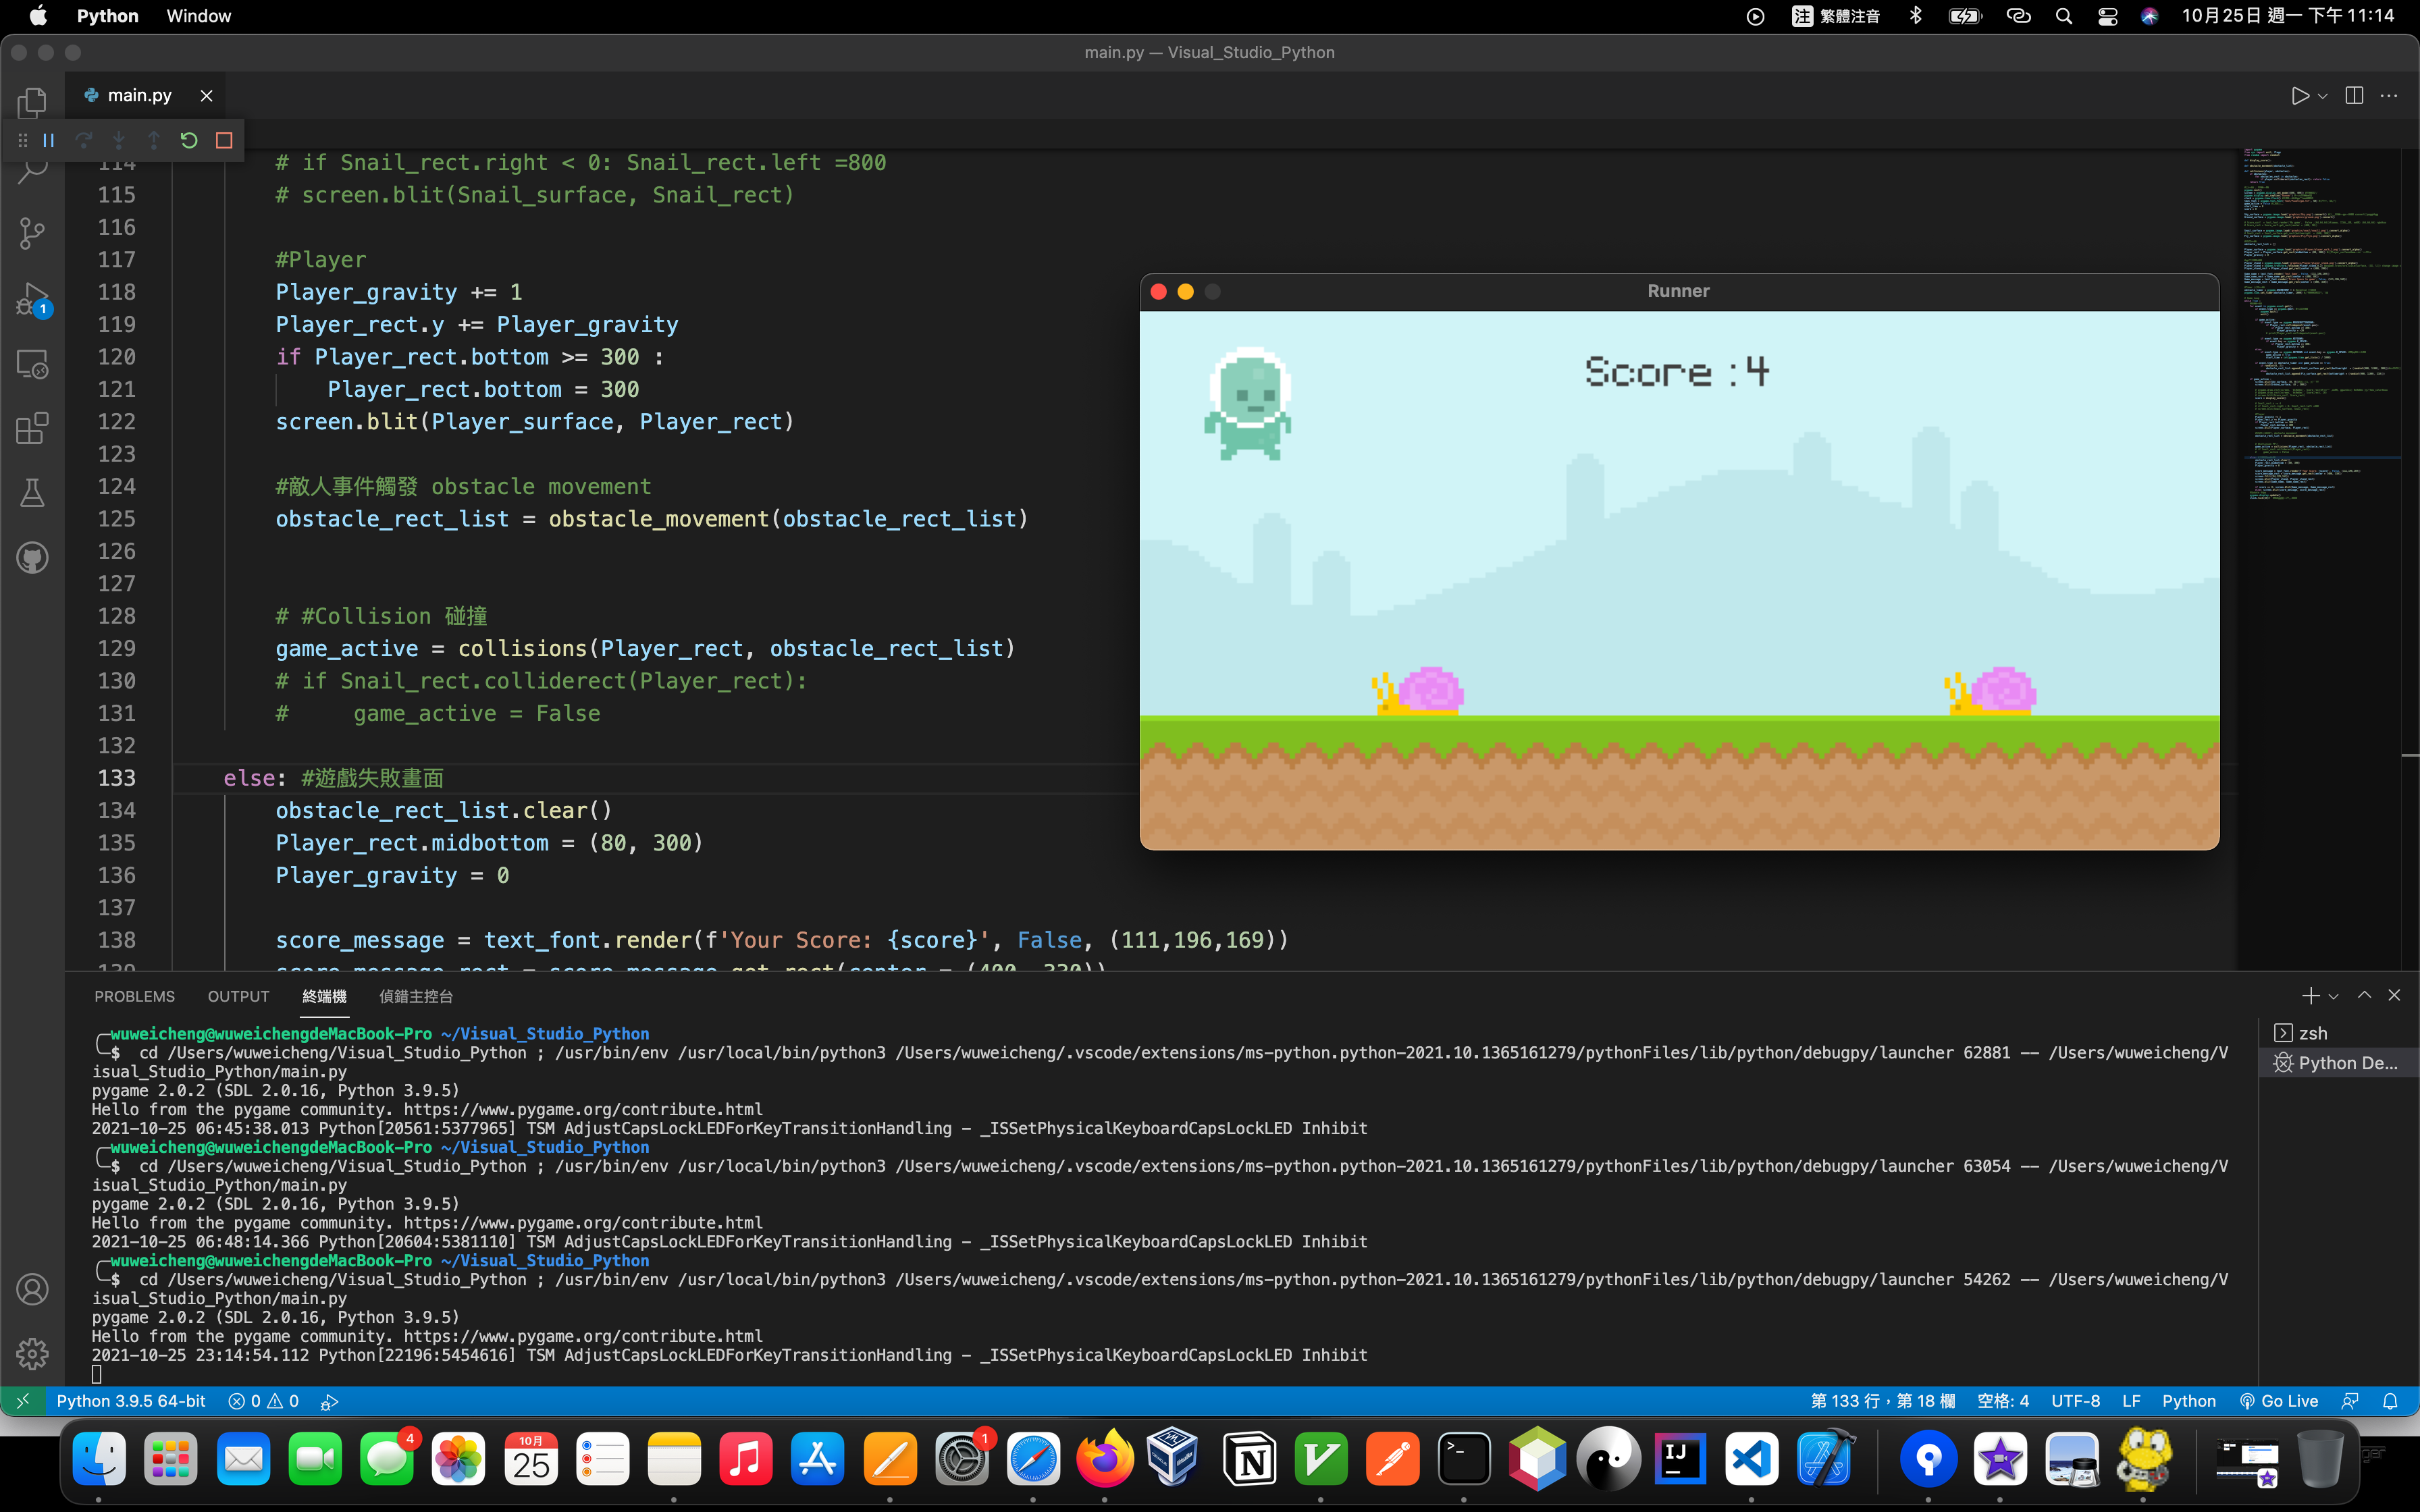 Python Window
注 繁體注音 10月25日 週一 下午 11:14
main.py — Visual_Studio_Python
main.py
114 # if Snail_rect.right < 0: Snail_rect.left =800
115 # screen.blit(Snail_surface, Snail_rect)
116
117 #Player
118 Player_gravity += 1
119 Player_rect.y += Player_gravity
120 if Player_rect.bottom >= 300 :
121 Player_rect.bottom = 300
122 screen.blit(Player_surface, Player_rect)
123
124 #敵人事件觸發 obstacle movement
125 obstacle_rect_list = obstacle_movement(obstacle_rect_list)
126
127
128 # #Collision 碰撞
129 game_active = collisions(Player_rect, obstacle_rect_list)
130 # if Snail_rect.colliderect(Player_rect):
131 #     game_active = False
132
133 else: #遊戲失敗畫面
134 obstacle_rect_list.clear()
135 Player_rect.midbottom = (80, 300)
136 Player_gravity = 0
137
138 score_message = text_font.render(f'Your Score: {score}', False, (111,196,169))
139 score_message_rect = score_message.get_rect(center = (400, 330))
1
Runner
Score :4
PROBLEMS OUTPUT 終端機 偵錯主控台
wuweicheng@wuweichengdeMacBook-Pro ~/Visual_Studio_Python
$ cd /Users/wuweicheng/Visual_Studio_Python ; /usr/bin/env /usr/local/bin/python3 /Users/wuweicheng/.vscode/extensions/ms-python.python-2021.10.1365161279/pythonFiles/lib/python/debugpy/launcher 62881 -- /Users/wuweicheng/V
isual_Studio_Python/main.py
pygame 2.0.2 (SDL 2.0.16, Python 3.9.5)
Hello from the pygame community. https://www.pygame.org/contribute.html
2021-10-25 06:45:38.013 Python[20561:5377965] TSM AdjustCapsLockLEDForKeyTransitionHandling - _ISSetPhysicalKeyboardCapsLockLED Inhibit
wuweicheng@wuweichengdeMacBook-Pro ~/Visual_Studio_Python
$ cd /Users/wuweicheng/Visual_Studio_Python ; /usr/bin/env /usr/local/bin/python3 /Users/wuweicheng/.vscode/extensions/ms-python.python-2021.10.1365161279/pythonFiles/lib/python/debugpy/launcher 63054 -- /Users/wuweicheng/V
isual_Studio_Python/main.py
pygame 2.0.2 (SDL 2.0.16, Python 3.9.5)
Hello from the pygame community. https://www.pygame.org/contribute.html
2021-10-25 06:48:14.366 Python[20604:5381110] TSM AdjustCapsLockLEDForKeyTransitionHandling - _ISSetPhysicalKeyboardCapsLockLED Inhibit
wuweicheng@wuweichengdeMacBook-Pro ~/Visual_Studio_Python
$ cd /Users/wuweicheng/Visual_Studio_Python ; /usr/bin/env /usr/local/bin/python3 /Users/wuweicheng/.vscode/extensions/ms-python.python-2021.10.1365161279/pythonFiles/lib/python/debugpy/launcher 54262 -- /Users/wuweicheng/V
isual_Studio_Python/main.py
pygame 2.0.2 (SDL 2.0.16, Python 3.9.5)
Hello from the pygame community. https://www.pygame.org/contribute.html
2021-10-25 23:14:54.112 Python[22196:5454616] TSM AdjustCapsLockLEDForKeyTransitionHandling - _ISSetPhysicalKeyboardCapsLockLED Inhibit
zsh
Python De...
Python 3.9.5 64-bit 0 0 第 133 行，第 18 欄 空格: 4 UTF-8 LF Python Go Live
4 10月 25 1 IJ